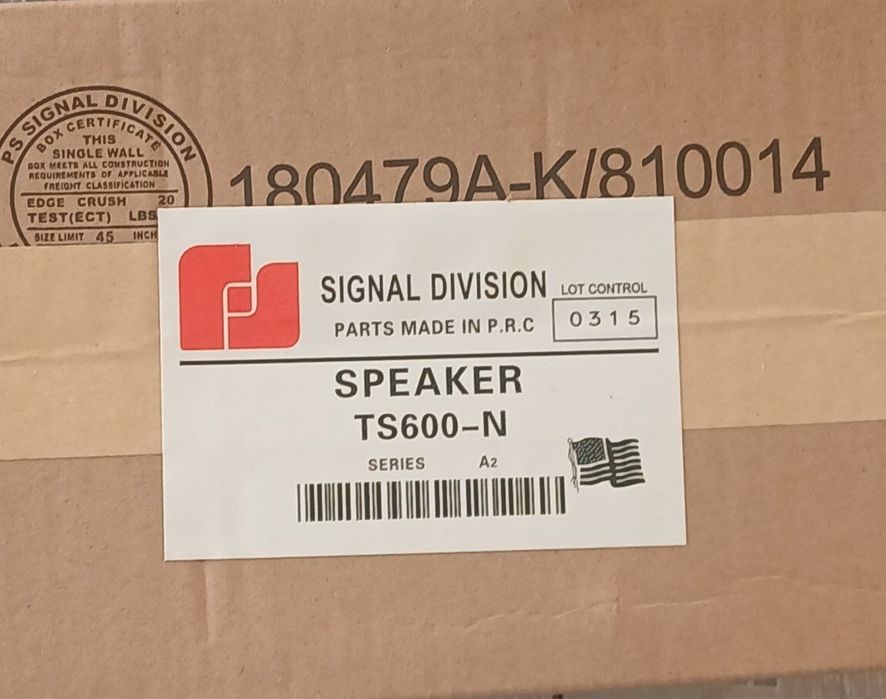 PS SIGNAL DIVISION
BOX CERTIFICATE
THIS
SINGLE WALL
BOX MEETS ALL CONSTRUCTION
REQUIREMENTS OF APPLICABLE
FREIGHT CLASSIFICATION
EDGE CRUSH 20
TEST(ECT) LBS
SIZE LIMIT 45 INCH
180479A-K/810014
SIGNAL DIVISION
LOT CONTROL
PARTS MADE IN P.R.C
0315
SPEAKER
TS600-N
SERIES A2